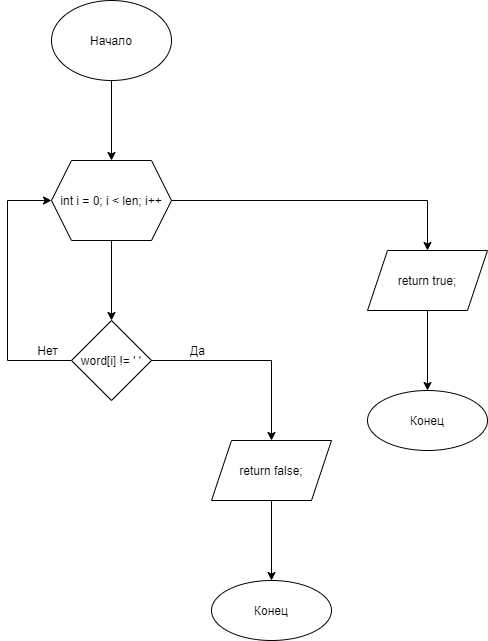 Начало
int i = 0; i < len; i++
return true;
Нет
word[i] != ' '
Да
Конец
return false;
Конец